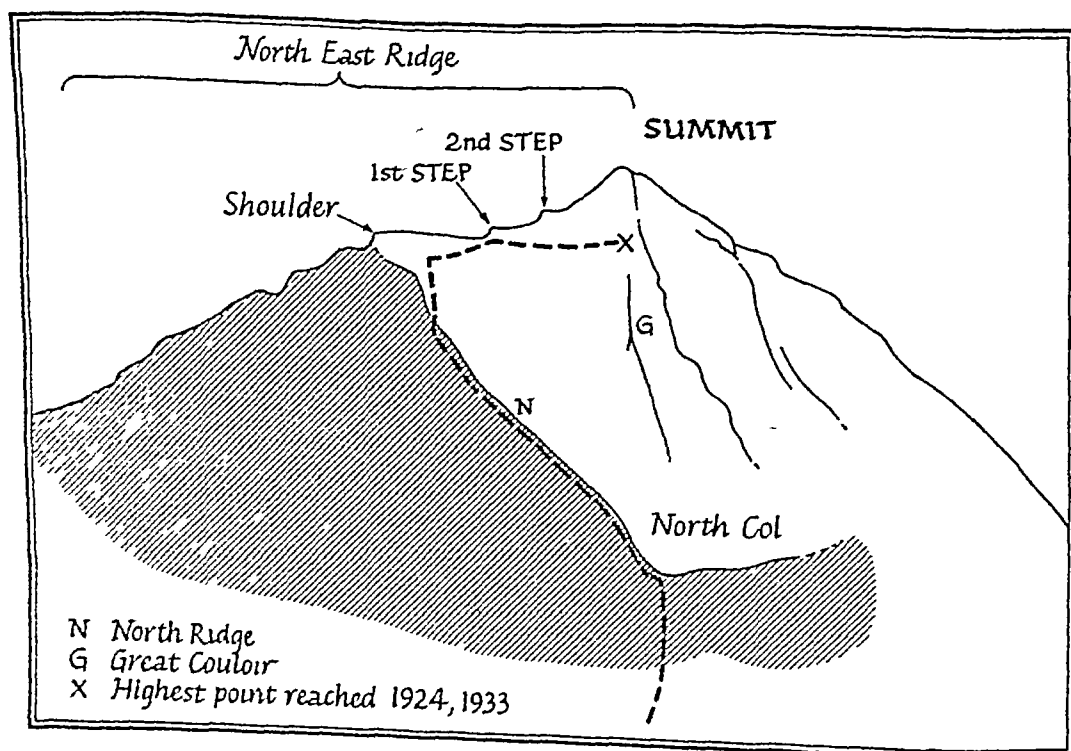 North East Ridge
SUMMIT
2nd STEP
1st STEP
Shoulder
G
N
North Col
N North Ridge
G Great Couloir
X Highest point reached 1924, 1933